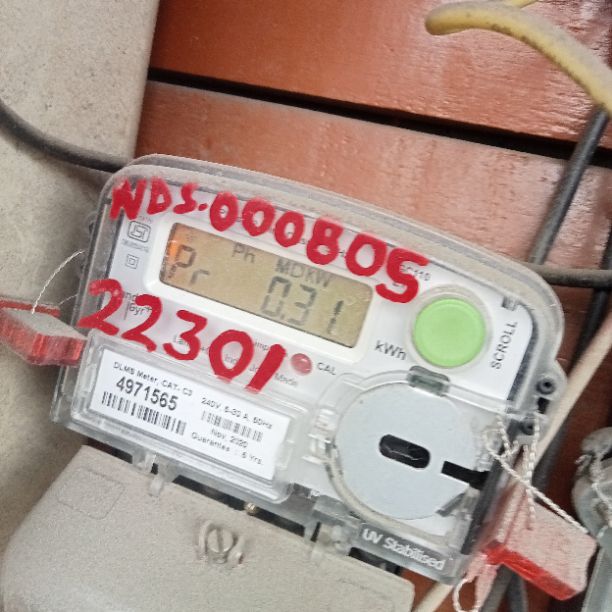 NDS-000805
Ph MDKW
Pr 0.31
22301
kWh
CAL
SCROLL
DLMS Meter, CAT- C3
4971565
240V, 5-30 A, 50Hz
Nov, 2020
Guarantee : 5 Yrs.
UV Stabilised